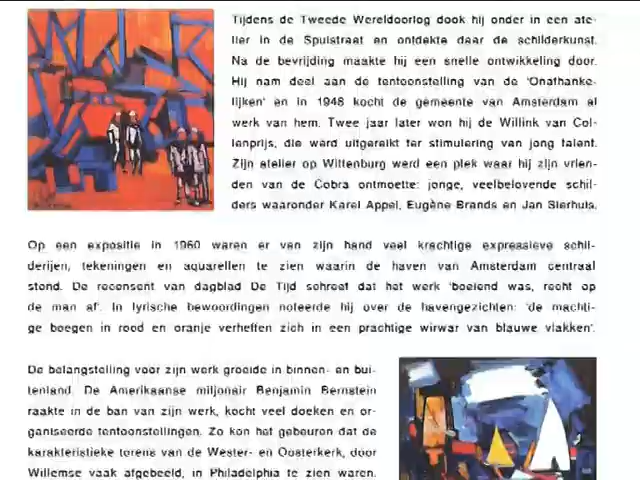 Tijdens de Tweede Wereldoorlog dook hij onder in een ate-
lier in de Spuistraat en ontdekte daar de schilderkunst.
Na de bevrijding maakte hij een snelle ontwikkeling door.
Hij nam deel aan de tentoonstelling van de 'Onafhanke-
lijken' en in 1948 kocht de gemeente van Amsterdam al
werk van hem. Twee jaar later won hij de Willink van Col-
lenprijs, die werd uitgereikt ter stimulering van jong talent.
Zijn atelier op Wittenburg werd een plek waar hij zijn vrien-
den van de Cobra ontmoette: jonge, veelbelovende schil-
ders waaronder Karel Appel, Eugène Brands en Jan Sierhuis.
Op een expositie in 1960 waren er van zijn hand veel krachtige expressieve schil-
derijen, tekeningen en aquarellen te zien waarin de haven van Amsterdam centraal
stond. De recensent van dagblad De Tijd schreef dat het werk 'boeiend was, recht op
de man af'. In lyrische bewoordingen noteerde hij over de havengezichten: 'de machti-
ge boegen in rood en oranje verheffen zich in een prachtige wirwar van blauwe vlakken'.
De belangstelling voor zijn werk groeide in binnen- en bui-
tenland. De Amerikaanse miljonair Benjamin Bernstein
raakte in de ban van zijn werk, kocht veel doeken en or-
ganiseerde tentoonstellingen. Zo kon het gebeuren dat de
karakteristieke torens van de Wester- en Oosterkerk, door
Willemse vaak afgebeeld, in Philadelphia te zien waren.